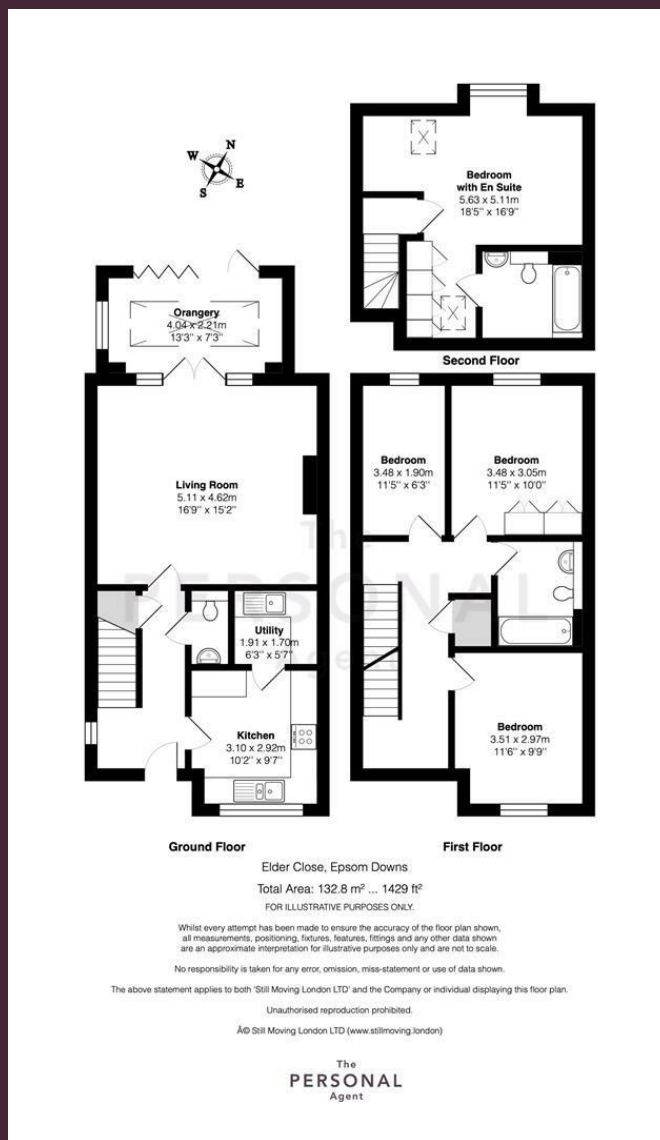 N
W
E
S
Bedroom
with En Suite
5.63 x 5.11m
18'5'' x 16'9''
Second Floor
Orangery
4.04 x 2.21m
13'3'' x 7'3''
Living Room
5.11 x 4.62m
16'9'' x 15'2''
Utility
1.91 x 1.70m
6'3'' x 5'7''
Kitchen
3.10 x 2.92m
10'2'' x 9'7''
Ground Floor
Bedroom
3.48 x 1.90m
11'5'' x 6'3''
Bedroom
3.48 x 3.05m
11'5'' x 10'0''
Bedroom
3.51 x 2.97m
11'6'' x 9'9''
First Floor
The
PERSONAL
Agent
Elder Close, Epsom Downs
Total Area: 132.8 m² ... 1429 ft²
FOR ILLUSTRATIVE PURPOSES ONLY.
Whilst every attempt has been made to ensure the accuracy of the floor plan shown,
all measurements, positioning, fixtures, features, fittings and any other data shown
are an approximate interpretation for illustrative purposes only and are not to scale.
No responsibility is taken for any error, omission, miss-statement or use of data shown.
The above statement applies to both 'Still Moving London LTD' and the Company or individual displaying this floor plan.
Unauthorised reproduction prohibited.
Â© Still Moving London LTD (www.stillmoving.london)
The
PERSONAL
Agent